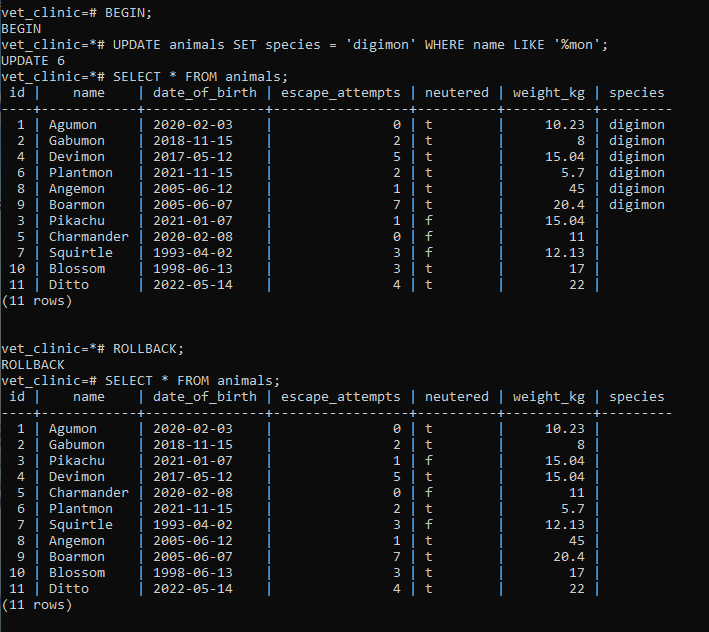 vet_clinic=# BEGIN;
BEGIN
vet_clinic=*# UPDATE animals SET species = 'digimon' WHERE name LIKE '%mon';
UPDATE 6
vet_clinic=*# SELECT * FROM animals;
 id |    name    | date_of_birth | escape_attempts | neutered | weight_kg | species
----+------------+---------------+-----------------+----------+-----------+---------
  1 | Agumon     | 2020-02-03    |               0 | t        |     10.23 | digimon
  2 | Gabumon    | 2018-11-15    |               2 | t        |         8 | digimon
  4 | Devimon    | 2017-05-12    |               5 | t        |     15.04 | digimon
  6 | Plantmon   | 2021-11-15    |               2 | t        |       5.7 | digimon
  8 | Angemon    | 2005-06-12    |               1 | t        |        45 | digimon
  9 | Boarmon    | 2005-06-07    |               7 | t        |      20.4 | digimon
  3 | Pikachu    | 2021-01-07    |               1 | f        |     15.04 |
  5 | Charmander | 2020-02-08    |               0 | f        |        11 |
  7 | Squirtle   | 1993-04-02    |               3 | f        |     12.13 |
 10 | Blossom    | 1998-06-13    |               3 | t        |        17 |
 11 | Ditto      | 2022-05-14    |               4 | t        |        22 |
(11 rows)
vet_clinic=*# ROLLBACK;
ROLLBACK
vet_clinic=# SELECT * FROM animals;
 id |    name    | date_of_birth | escape_attempts | neutered | weight_kg | species
----+------------+---------------+-----------------+----------+-----------+---------
  1 | Agumon     | 2020-02-03    |               0 | t        |     10.23 |
  2 | Gabumon    | 2018-11-15    |               2 | t        |         8 |
  3 | Pikachu    | 2021-01-07    |               1 | f        |     15.04 |
  4 | Devimon    | 2017-05-12    |               5 | t        |     15.04 |
  5 | Charmander | 2020-02-08    |               0 | f        |        11 |
  6 | Plantmon   | 2021-11-15    |               2 | t        |       5.7 |
  7 | Squirtle   | 1993-04-02    |               3 | f        |     12.13 |
  8 | Angemon    | 2005-06-12    |               1 | t        |        45 |
  9 | Boarmon    | 2005-06-07    |               7 | t        |      20.4 |
 10 | Blossom    | 1998-06-13    |               3 | t        |        17 |
 11 | Ditto      | 2022-05-14    |               4 | t        |        22 |
(11 rows)